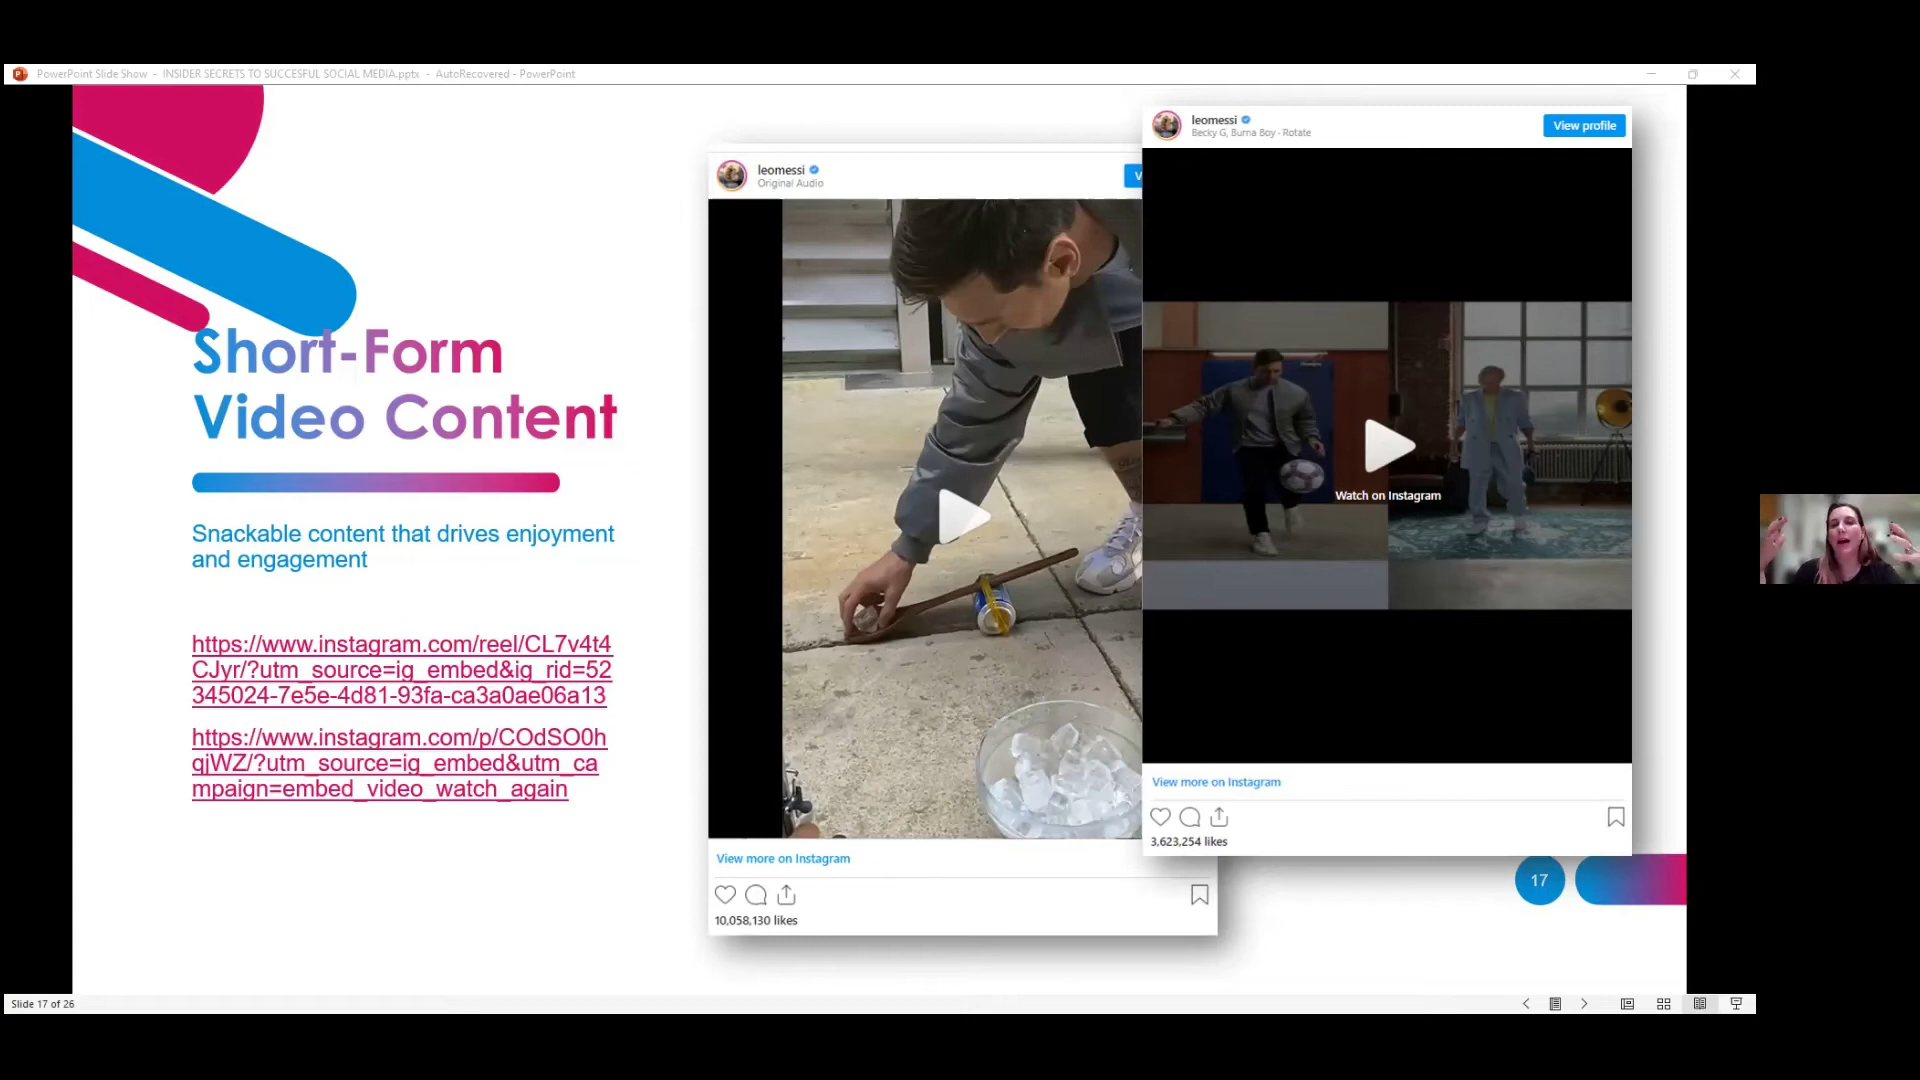 PowerPoint Slide Show - INSIDER SECRETS TO SUCCESFUL SOCIAL MEDIA.pptx - AutoRecovered - PowerPoint
Short-Form
Video Content
Snackable content that drives enjoyment
and engagement
https://www.instagram.com/reel/CL7v4t4
CJyr/?utm_source=ig_embed&ig_rid=52
345024-7e5e-4d81-93fa-ca3a0ae06a13
https://www.instagram.com/p/COdSO0h
qjWZ/?utm_source=ig_embed&utm_ca
mpaign=embed_video_watch_again
leomessi
Original Audio
V
View more on Instagram
10,058,130 likes
leomessi
Becky G, Burna Boy - Rotate
View profile
Watch on Instagram
View more on Instagram
3,623,254 likes
17
Slide 17 of 26